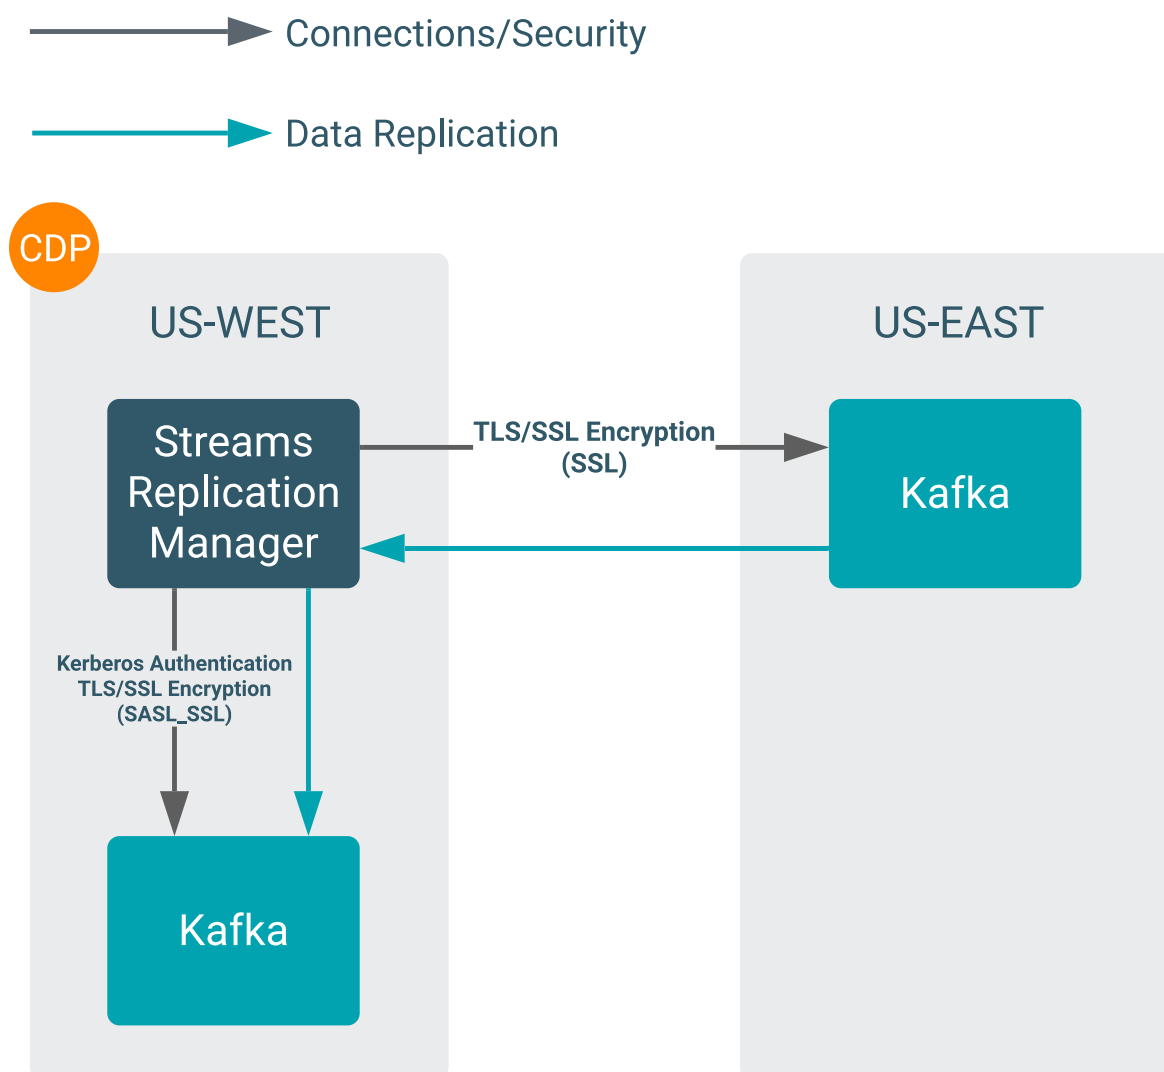 Connections/Security
Data Replication
CDP
US-WEST
US-EAST
Streams
Replication
Manager
TLS/SSL Encryption
(SSL)
Kafka
Kerberos Authentication
TLS/SSL Encryption
(SASL_SSL)
Kafka